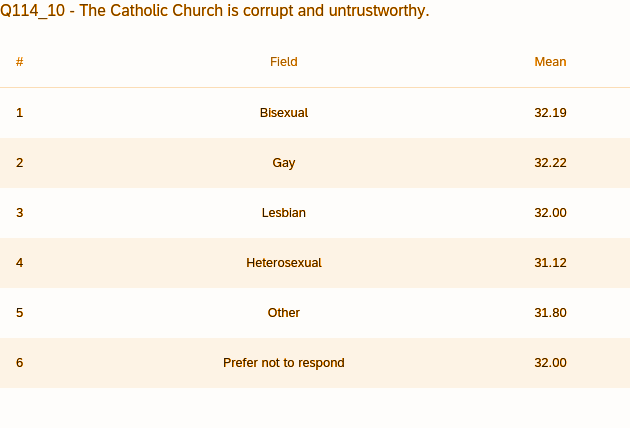 Q114_10 - The Catholic Church is corrupt and untrustworthy.
# Field Mean
1 Bisexual 32.19
2 Gay 32.22
3 Lesbian 32.00
4 Heterosexual 31.12
5 Other 31.80
6 Prefer not to respond 32.00